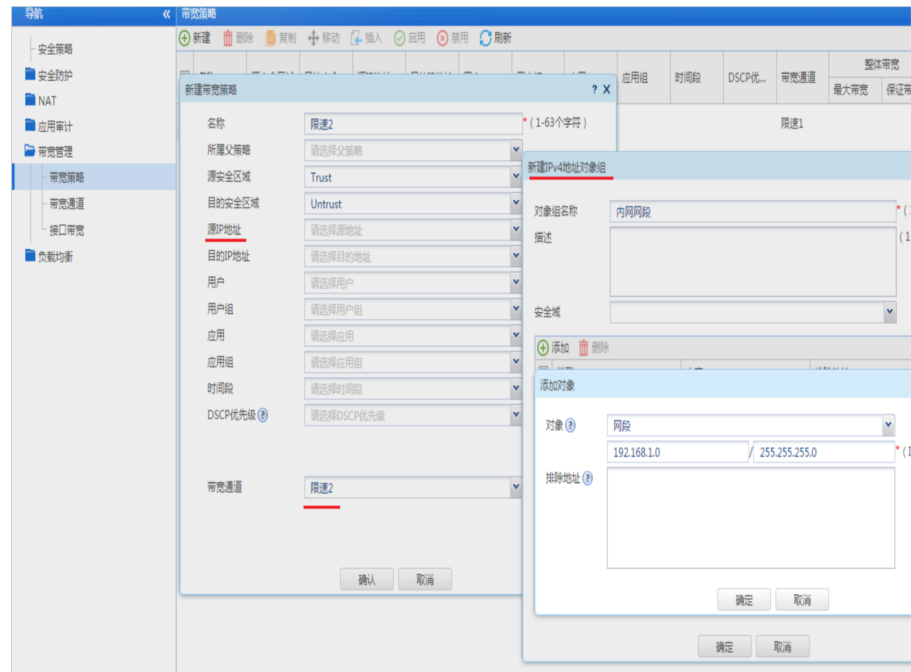 导航 «
安全策略
安全防护
NAT
应用审计
带宽管理
带宽策略
带宽通道
接口带宽
负载均衡
带宽策略
新建 删除 复制 移动 插入 启用 禁用 刷新
应用组 时间段 DSCP优... 带宽通道 整体带宽
最大带宽 保证带
限速1
新建带宽策略 ? X
名称 限速2 * (1-63个字符)
所属父策略 请选择父策略
源安全区域 Trust
目的安全区域 Untrust
源IP地址 请选择源地址
目的IP地址 请选择目的地址
用户 请选择用户
用户组 请选择用户组
应用 请选择应用
应用组 请选择应用组
时间段 请选择时间段
DSCP优先级 ? 请选择DSCP优先级
带宽通道 限速2
确认 取消
新建IPv4地址对象组
对象组名称 内网网段 * (
描述 (1
安全域
添加 删除
添加对象
对象 ? 网段
192.168.1.0 / 255.255.255.0 * (I
排除地址 ?
确定 取消
确定 取消